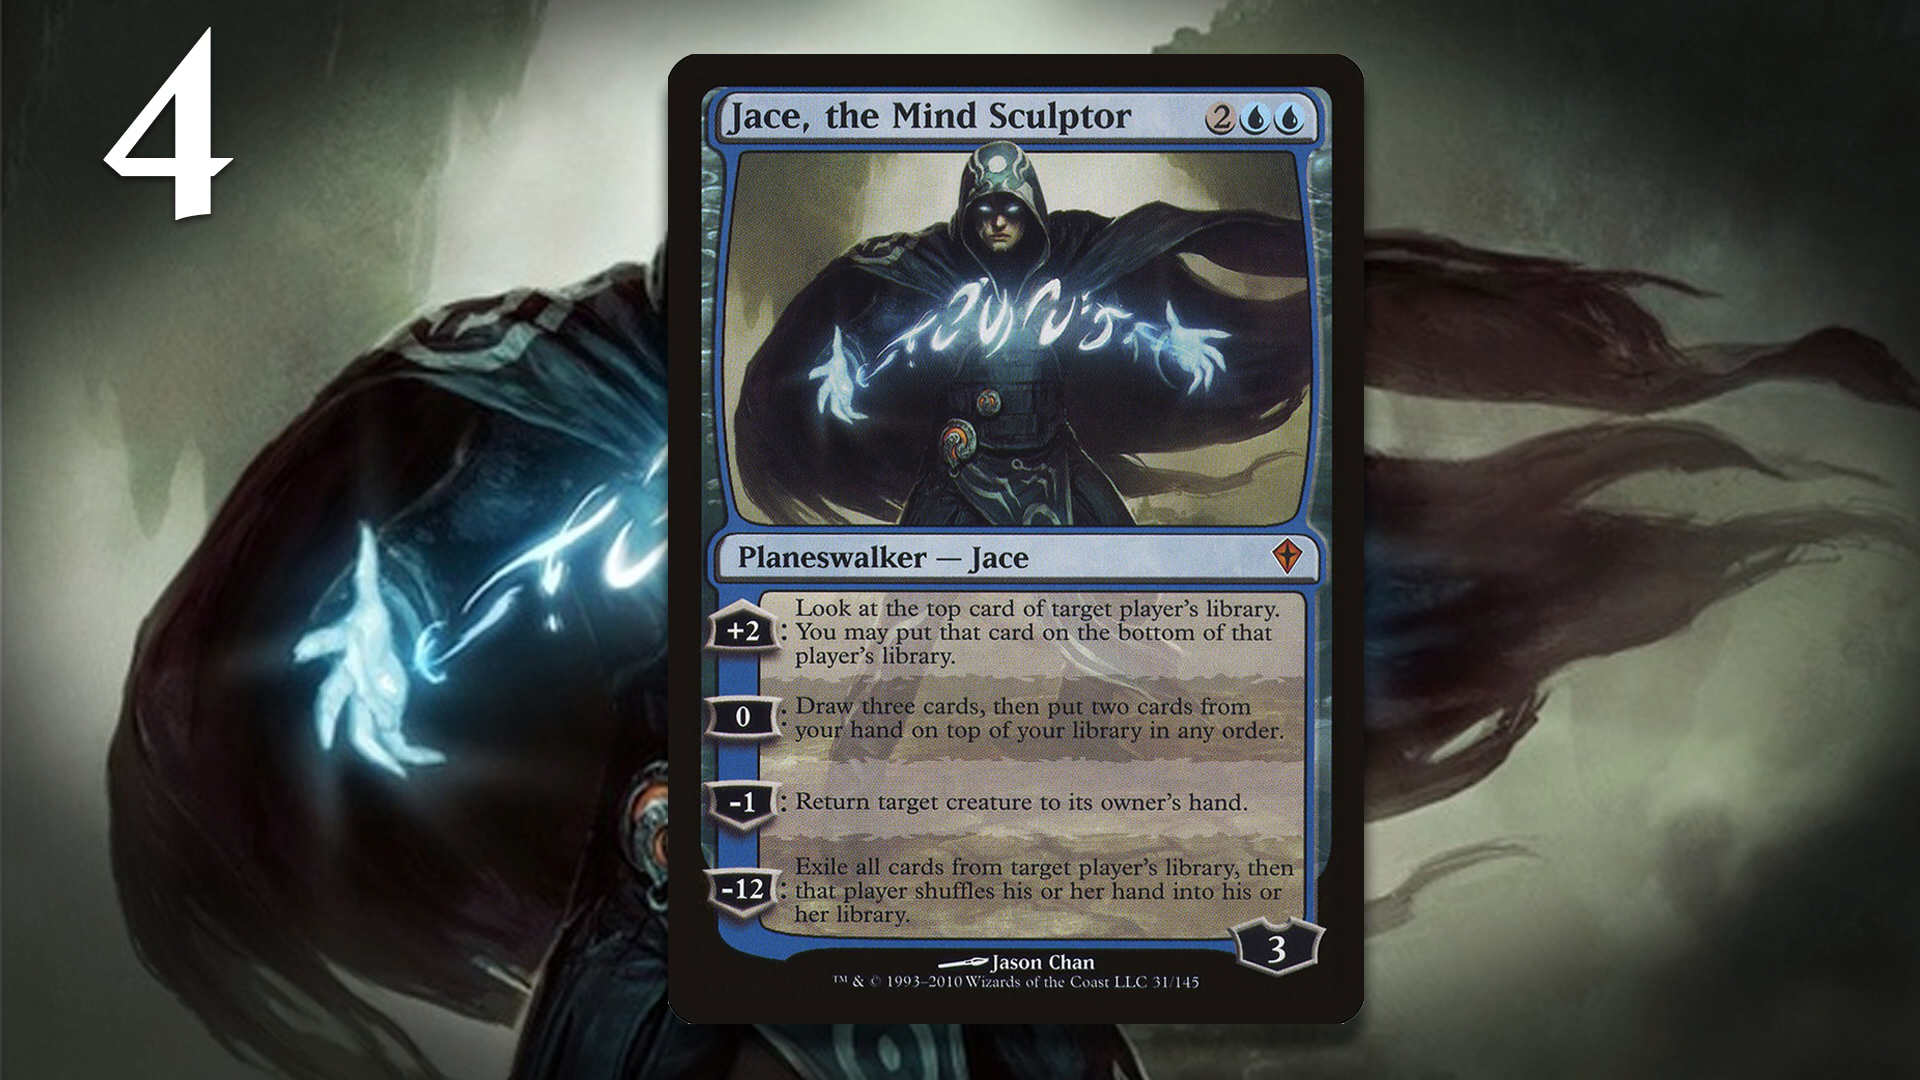 4
Jace, the Mind Sculptor 2
Planeswalker — Jace
+2: Look at the top card of target player's library.
You may put that card on the bottom of that
player's library.
0: Draw three cards, then put two cards from
your hand on top of your library in any order.
-1: Return target creature to its owner's hand.
-12: Exile all cards from target player's library, then
that player shuffles his or her hand into his or
her library.
3
Jason Chan
™ & © 1993–2010 Wizards of the Coast LLC 31/145